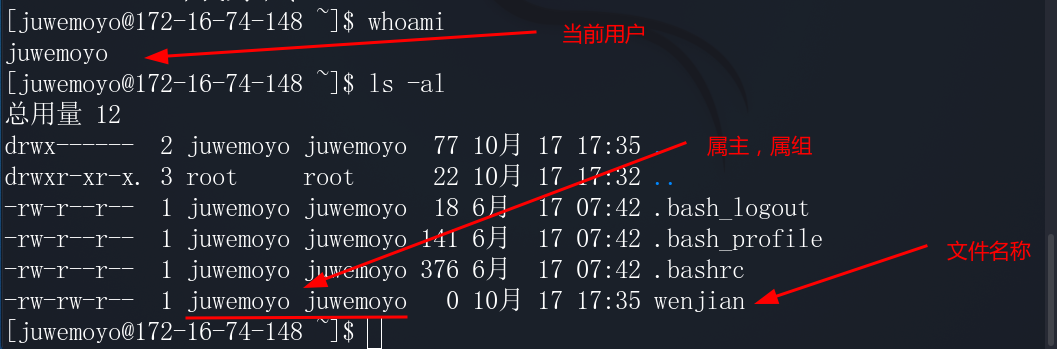 [juwemoyo@172-16-74-148 ~]$ whoami
当前用户
juwemoyo
[juwemoyo@172-16-74-148 ~]$ ls -al
总用量 12
drwx------  2 juwemoyo juwemoyo  77 10月 17 17:35 .
属主，属组
drwxr-xr-x. 3 root     root      22 10月 17 17:32 ..
-rw-r--r--  1 juwemoyo juwemoyo  18 6月  17 07:42 .bash_logout
-rw-r--r--  1 juwemoyo juwemoyo 141 6月  17 07:42 .bash_profile
文件名称
-rw-r--r--  1 juwemoyo juwemoyo 376 6月  17 07:42 .bashrc
-rw-rw-r--  1 juwemoyo juwemoyo   0 10月 17 17:35 wenjian
[juwemoyo@172-16-74-148 ~]$